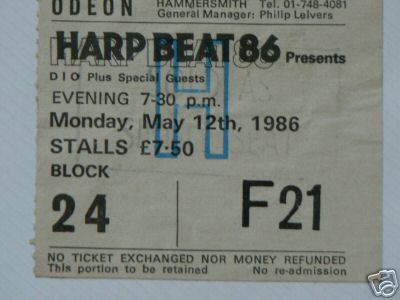 ODEON
HAMMERSMITH Tel. 01-748-4081
General Manager: Philip Leivers
HARP BEAT 86 Presents
DIO Plus Special Guests
EVENING 7-30 p.m.
Monday, May 12th, 1986
STALLS £7·50
BLOCK
24 F 21
NO TICKET EXCHANGED NOR MONEY REFUNDED
This portion to be retained No re-admission
H